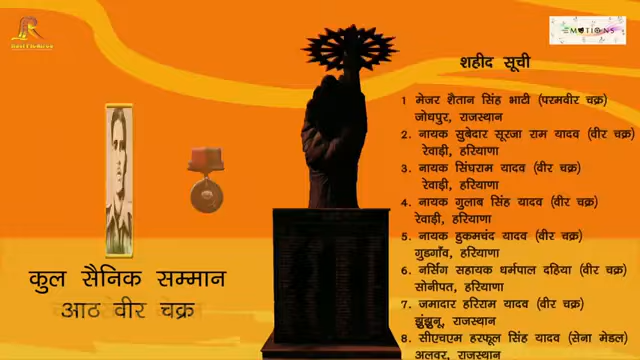 EMOTIONS
शहीद सूची
1 मेजर शैतान सिंह भाटी (परमवीर चक्र)
जोधपुर, राजस्थान
2. नायक सुबेदार सूरजा राम यादव (वीर चक्र)
रेवाड़ी, हरियाणा
3. नायक सिंघराम यादव (वीर चक्र)
रेवाड़ी, हरियाणा
4. नायक गुलाब सिंह यादव (वीर चक्र)
रेवाड़ी, हरियाणा
5. नायक हुकमचंद यादव (वीर चक्र)
गुडगाँव, हरियाणा
6. नर्सिग सहायक धर्मपाल दहिया (वीर चक्र)
सोनीपत, हरियाणा
7. जमादार हरिराम यादव (वीर चक्र)
झुंझुनू, राजस्थान
8 सीएचएम हरफूल सिंह यादव (सेना मेडल)
अलवर, राजस्थान
कुल सैनिक सम्मान
आठ वीर चक्र